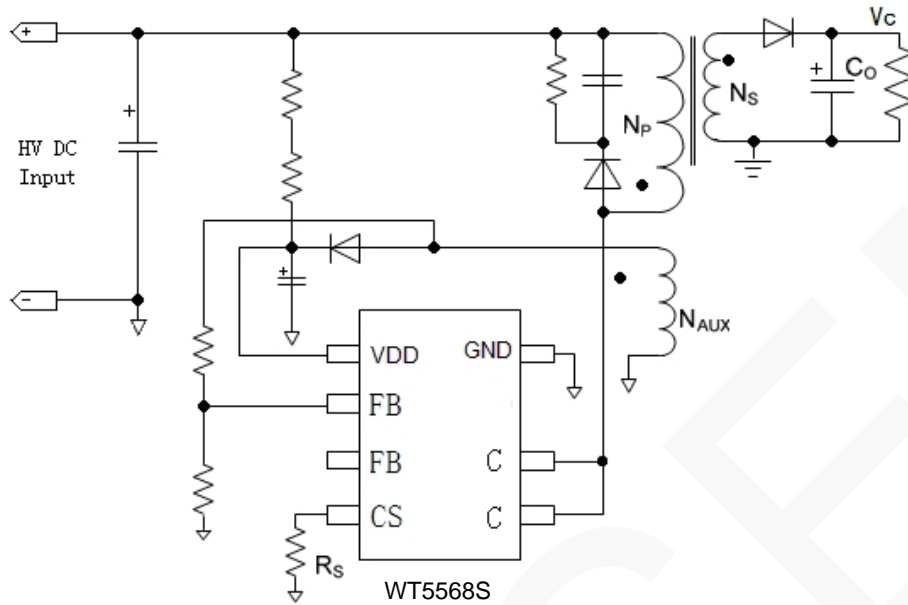 +
Vc
+
+
Co
HV DC
Input
NP
NS
-
+
NAUX
VDD
GND
FB
FB
C
CS
C
RS
WT5568S